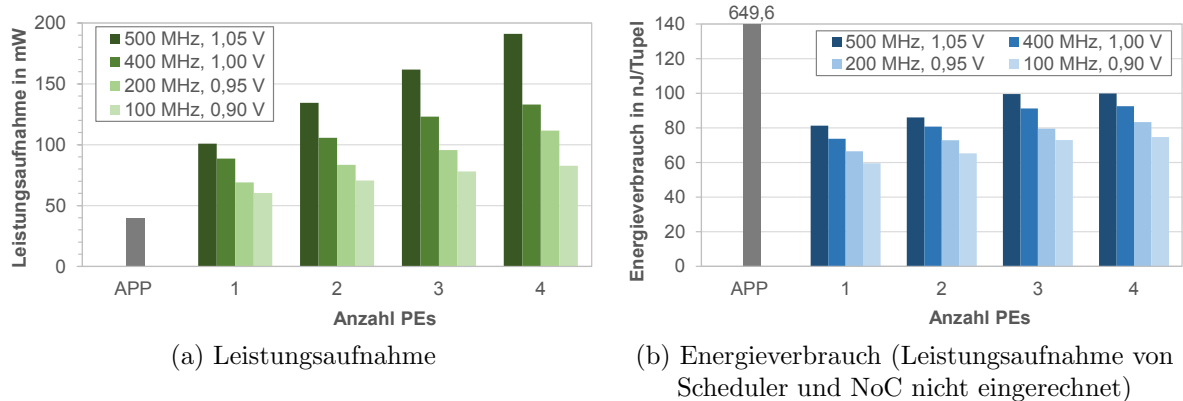 200
150
100
50
0
Leistungsaufnahme in mW
500 MHz, 1,05 V
400 MHz, 1,00 V
200 MHz, 0,95 V
100 MHz, 0,90 V
APP
1
2
3
4
Anzahl PEs
(a) Leistungsaufnahme
649,6
140
120
100
80
60
40
20
0
Energieverbrauch in nJ/Tupel
500 MHz, 1,05 V
400 MHz, 1,00 V
200 MHz, 0,95 V
100 MHz, 0,90 V
APP
1
2
3
4
Anzahl PEs
(b) Energieverbrauch (Leistungsaufnahme von
Scheduler und NoC nicht eingerechnet)